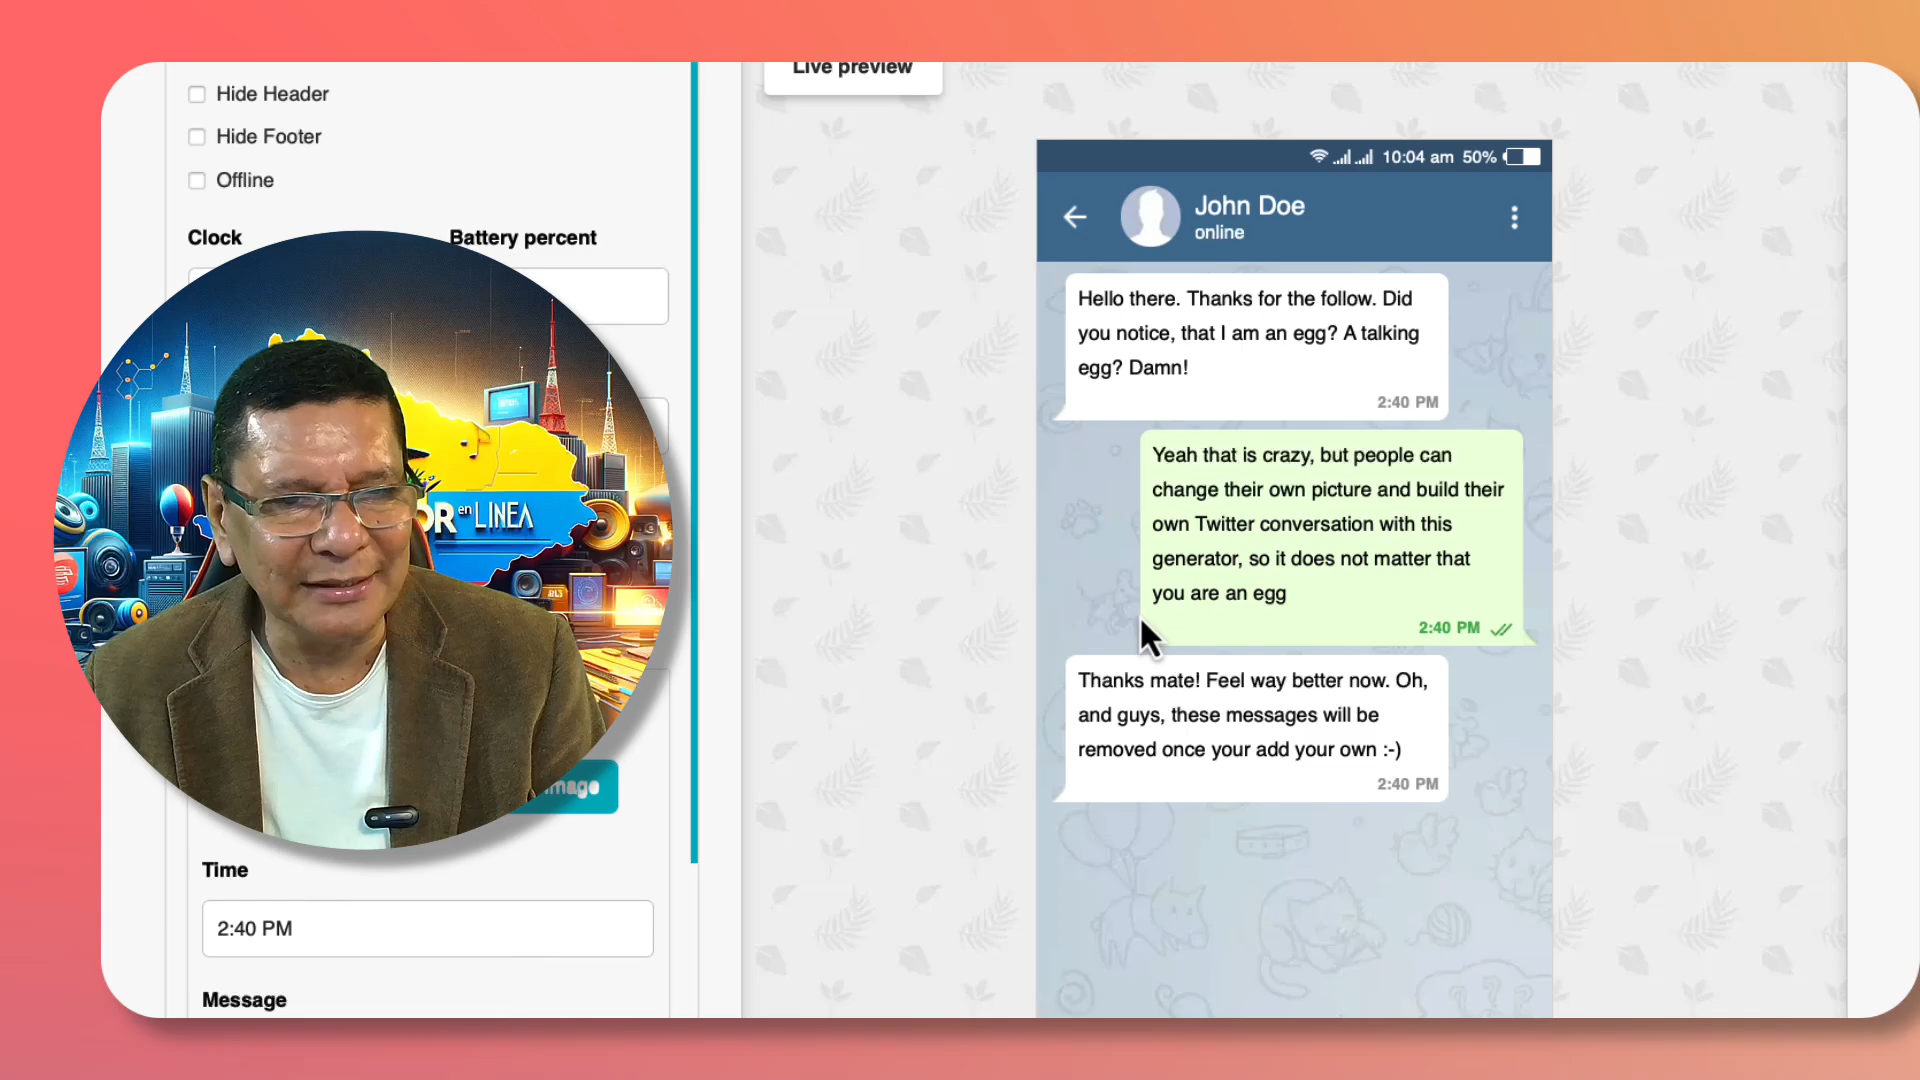 Live preview
Hide Header
Hide Footer
Offline
Clock
Battery percent
10:04 am 50%
John Doe
online
Hello there. Thanks for the follow. Did
you notice, that I am an egg? A talking
egg? Damn!
2:40 PM
Yeah that is crazy, but people can
change their own picture and build their
own Twitter conversation with this
generator, so it does not matter that
you are an egg
2:40 PM
Thanks mate! Feel way better now. Oh,
and guys, these messages will be
removed once your add your own :-)
2:40 PM
en LINEA
Time
2:40 PM
Message